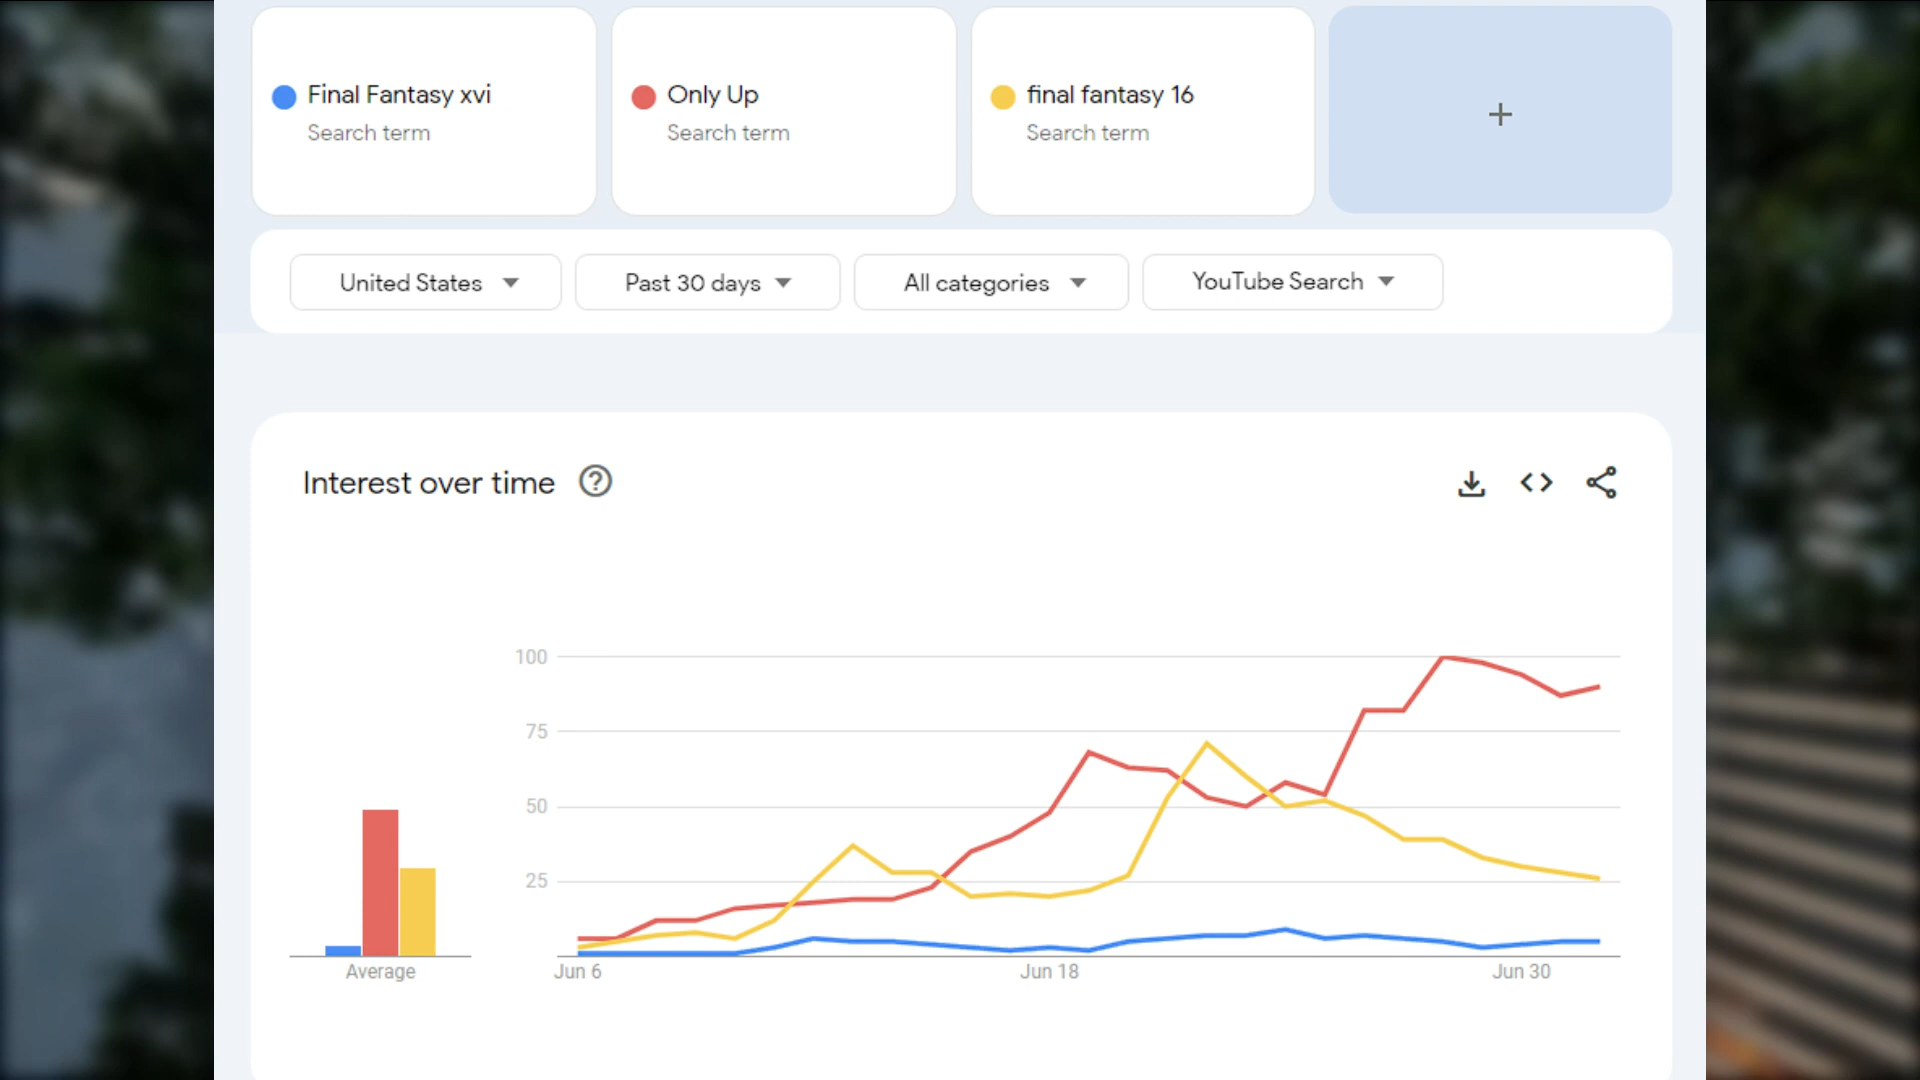 Final Fantasy xvi
Search term
Only Up
Search term
final fantasy 16
Search term
+
United States
Past 30 days
All categories
YouTube Search
Interest over time
?
100
75
50
25
Average
Jun 6
Jun 18
Jun 30